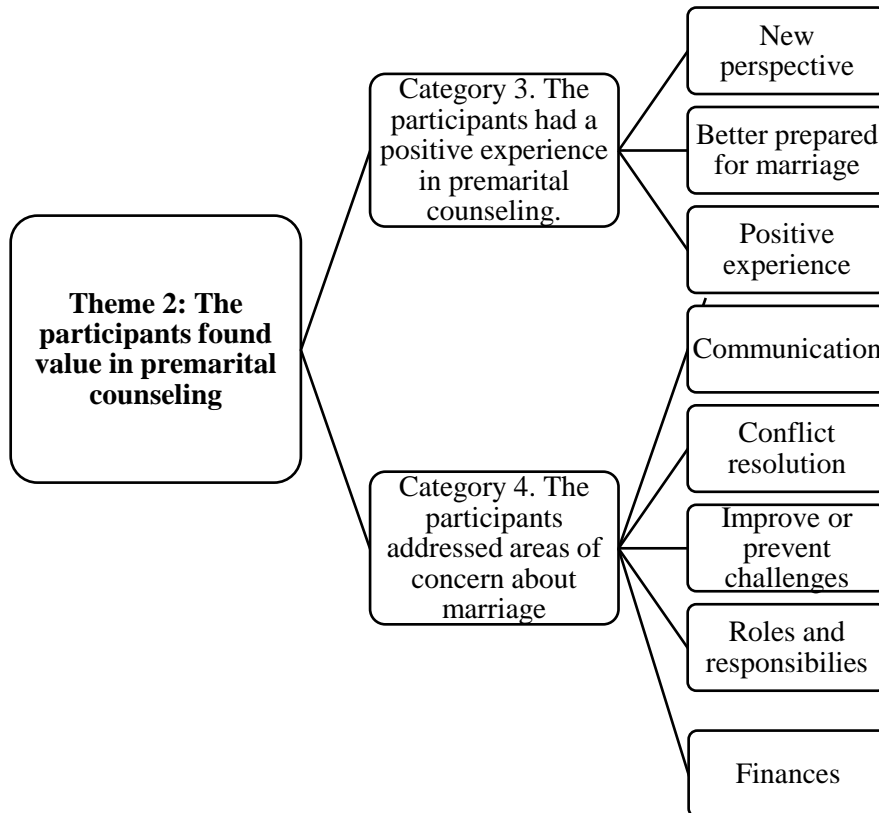 Theme 2: The
participants found
value in premarital
counseling
Category 3. The
participants had a
positive experience
in premarital
counseling.
New
perspective
Better prepared
for marriage
Positive
experience
Category 4. The
participants
addressed areas of
concern about
marriage
Communication
Conflict
resolution
Improve or
prevent
challenges
Roles and
responsibilies
Finances